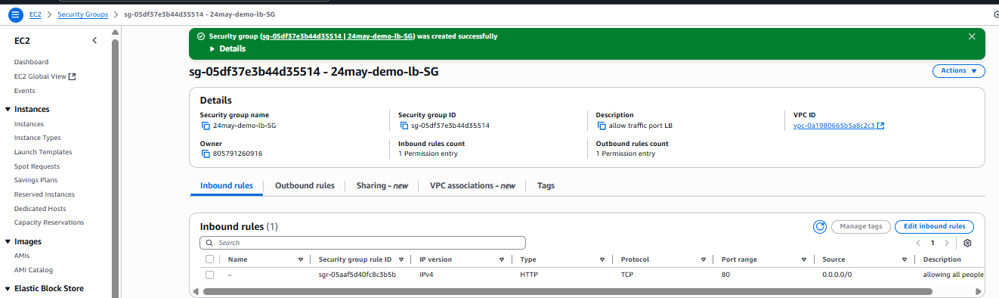 EC2 > Security Groups > sg-05df37e3b44d35514 - 24may-demo-lb-SG
EC2
Dashboard
EC2 Global View
Events
Instances
Instances
Instance Types
Launch Templates
Spot Requests
Savings Plans
Reserved Instances
Dedicated Hosts
Capacity Reservations
Images
AMIs
AMI Catalog
Elastic Block Store
Security group (sg-05df37e3b44d35514 | 24may-demo-lb-SG) was created successfully
Details
sg-05df37e3b44d35514 - 24may-demo-lb-SG
Actions
Details
Security group name
24may-demo-lb-SG
Security group ID
sg-05df37e3b44d35514
Description
allow traffic port LB
VPC ID
vpc-0a1980665b5a8c2c3
Owner
805791260916
Inbound rules count
1 Permission entry
Outbound rules count
1 Permission entry
Inbound rules
Outbound rules
Sharing - new
VPC associations - new
Tags
Inbound rules (1)
Manage tags
Edit inbound rules
Search
1
Name Security group rule ID IP version Type Protocol Port range Source Description
– sgr-05aaf5d40fc8c3b5b IPv4 HTTP TCP 80 0.0.0.0/0 allowing all people